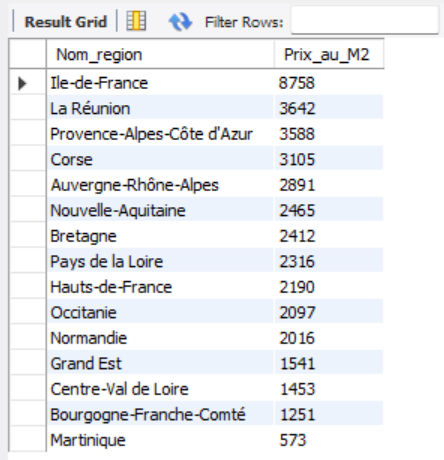 Result Grid Filter Rows:
Nom_region Prix_au_M2
Ile-de-France 8758
La Réunion 3642
Provence-Alpes-Côte d'Azur 3588
Corse 3105
Auvergne-Rhône-Alpes 2891
Nouvelle-Aquitaine 2465
Bretagne 2412
Pays de la Loire 2316
Hauts-de-France 2190
Occitanie 2097
Normandie 2016
Grand Est 1541
Centre-Val de Loire 1453
Bourgogne-Franche-Comté 1251
Martinique 573